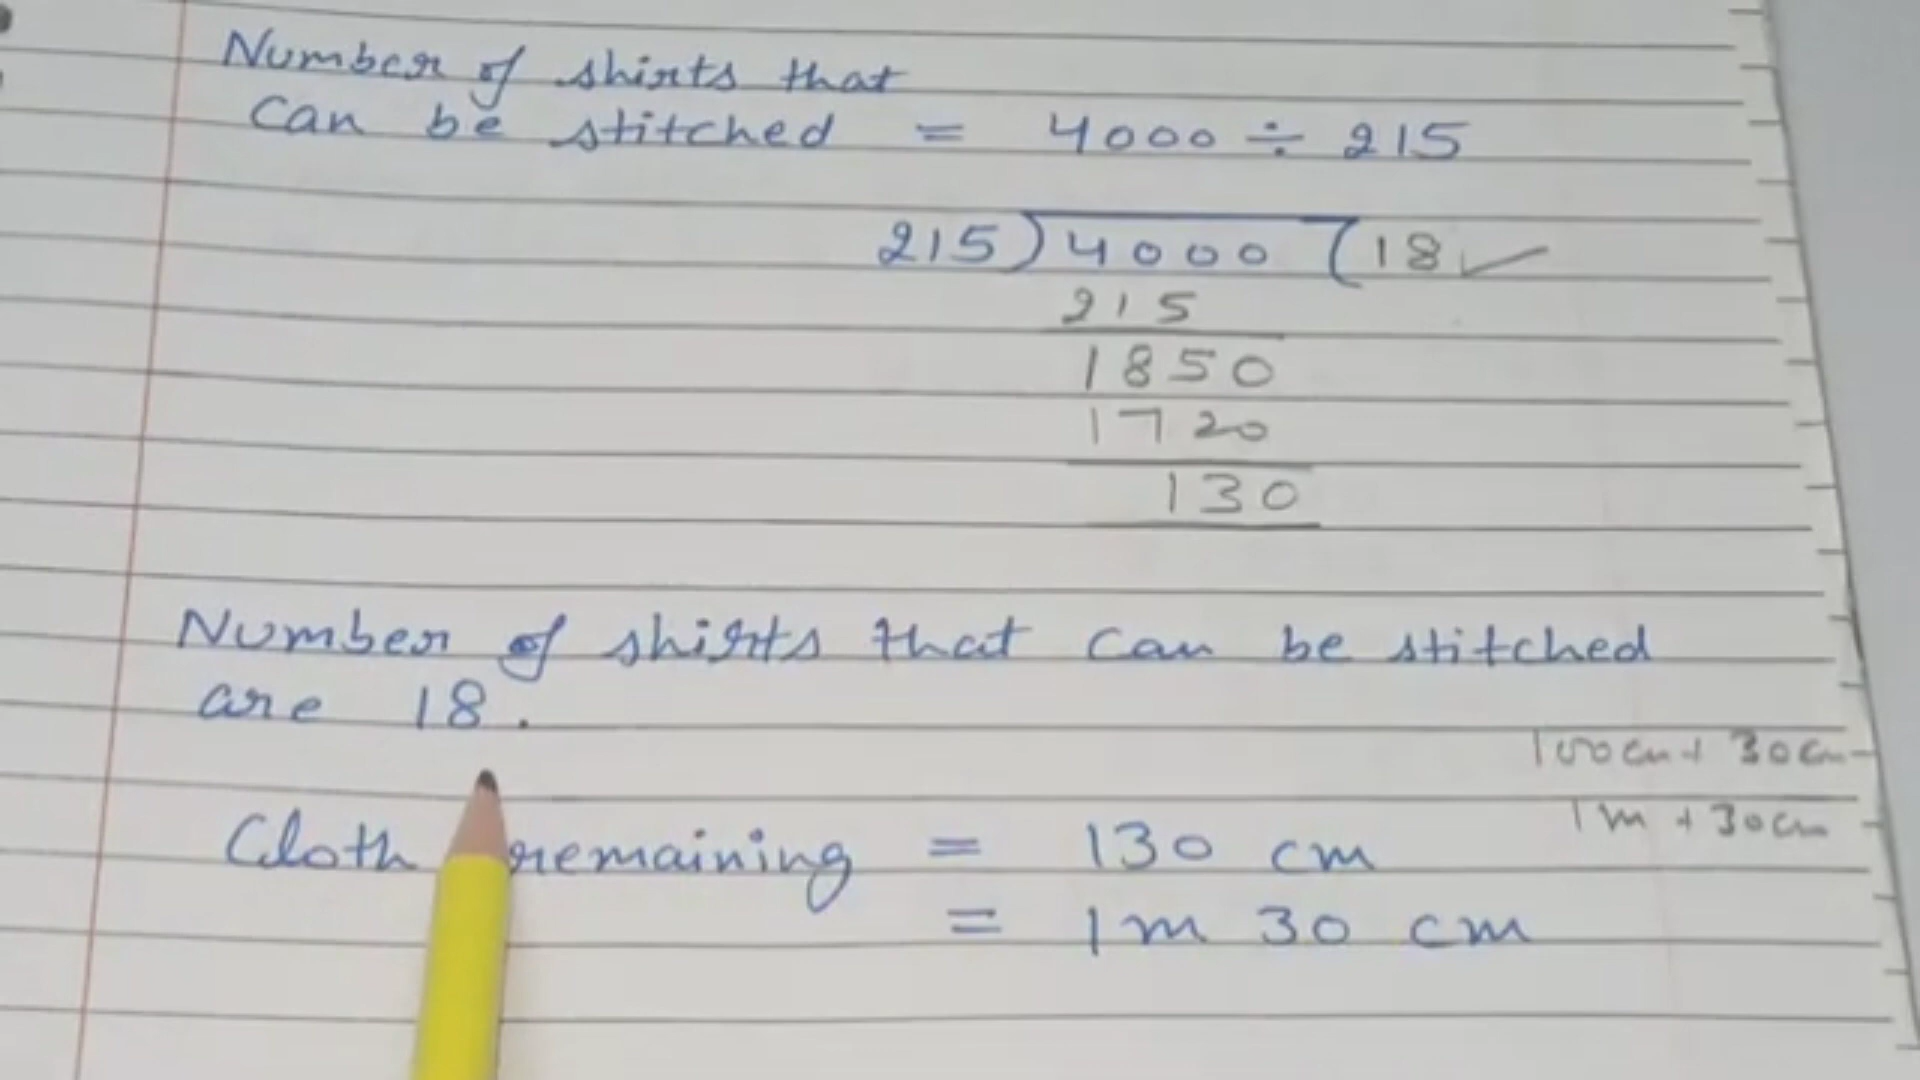 Number of shirts that
can be stitched = 4000 ÷ 215
215) 4000 (18 ✓
215
1850
1720
130
Number of shirts that can be stitched
are 18.
100cm + 30cm
1m + 30cm
Cloth remaining = 130 cm
= 1m 30 cm